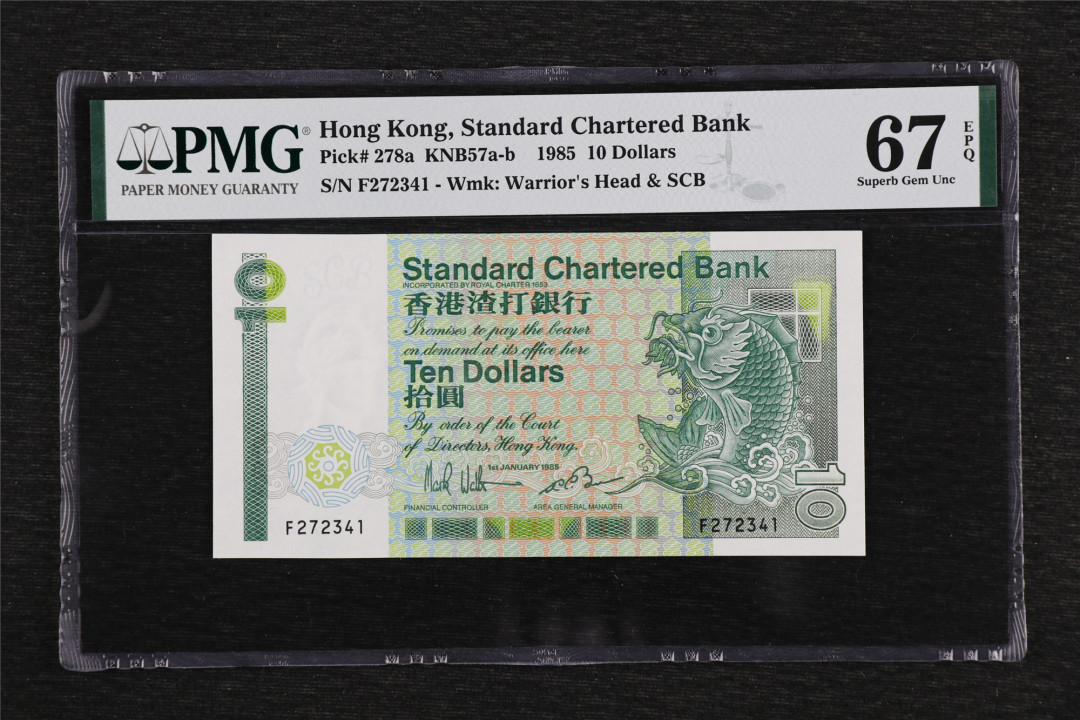 PMG®
PAPER MONEY GUARANTY
Hong Kong, Standard Chartered Bank
Pick# 278a KNB57a-b 1985 10 Dollars
S/N F272341 - Wmk: Warrior's Head & SCB
67
EPQ
Superb Gem Unc
10
Standard Chartered Bank
INCORPORATED BY ROYAL CHARTER 1853
香港渣打銀行
Promises to pay the bearer
on demand at its office here
Ten Dollars
拾圓
By order of the Court
of Directors, Hong Kong.
1st JANUARY 1985
FINANCIAL CONTROLLER
AREA GENERAL MANAGER
F272341
F272341
10